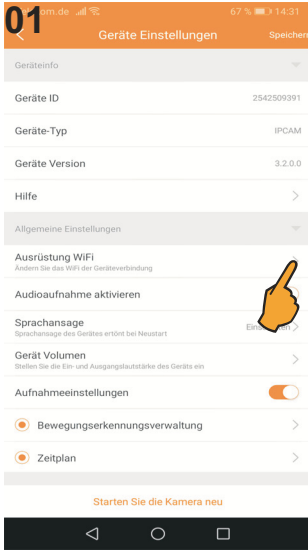 01
om.de
67 % 14:31
Geräte Einstellungen
Speichern
Geräteinfo
Geräte ID 2542509391
Geräte-Typ IPCAM
Geräte Version 3.2.0.0
Hilfe
Allgemeine Einstellungen
Ausrüstung WiFi
Ändern Sie das WiFi der Geräteverbindung
Audioaufnahme aktivieren
Sprachansage
Sprachansage des Gerätes ertönt bei Neustart
Gerät Volumen
Stellen Sie die Ein- und Ausgangslautstärke des Geräts ein
Aufnahmeeinstellungen
Bewegungserkennungsverwaltung
Zeitplan
Starten Sie die Kamera neu